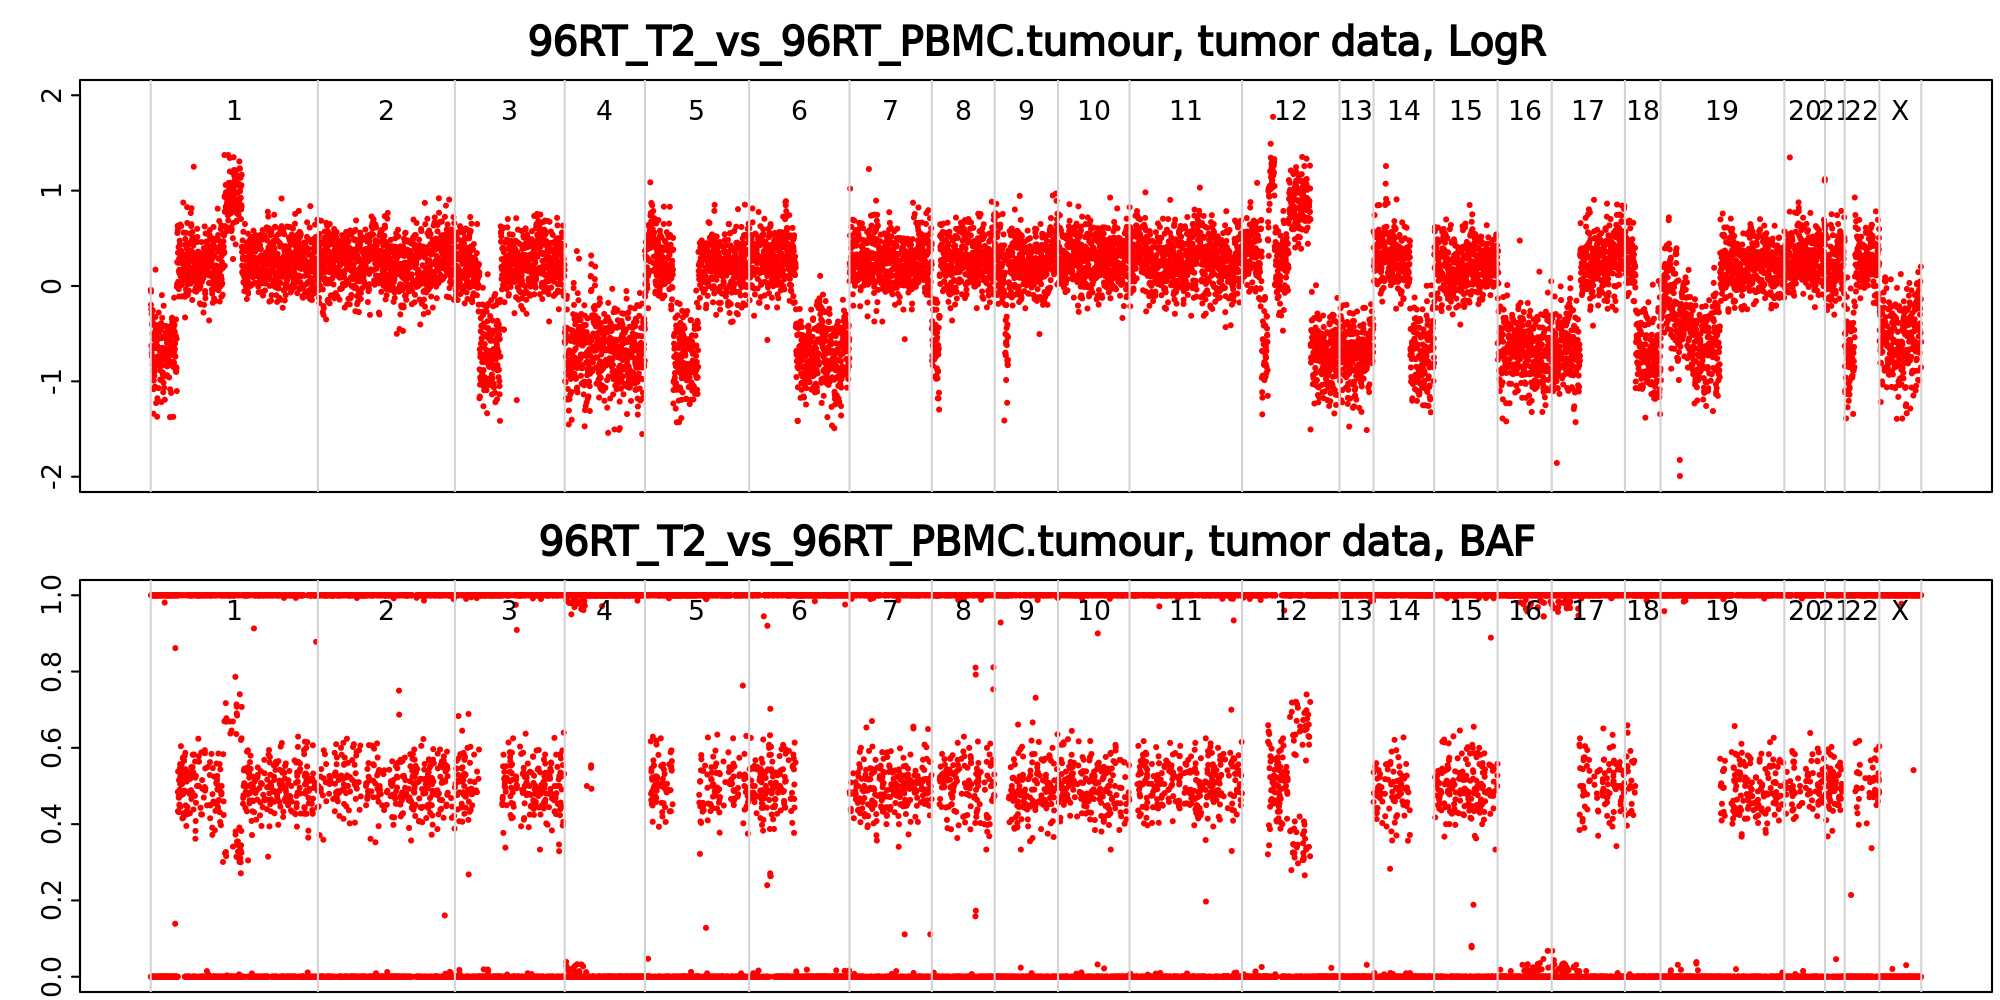 96RT_T2_vs_96RT_PBMC.tumour, tumor data, LogR
2
1
0
-1
-2
1 2 3 4 5 6 7 8 9 10 11 12 13 14 15 16 17 18 19 20 21 22 X
96RT_T2_vs_96RT_PBMC.tumour, tumor data, BAF
1.0
0.8
0.6
0.4
0.2
0.0
1 2 3 4 5 6 7 8 9 10 11 12 13 14 15 16 17 18 19 20 21 22 X